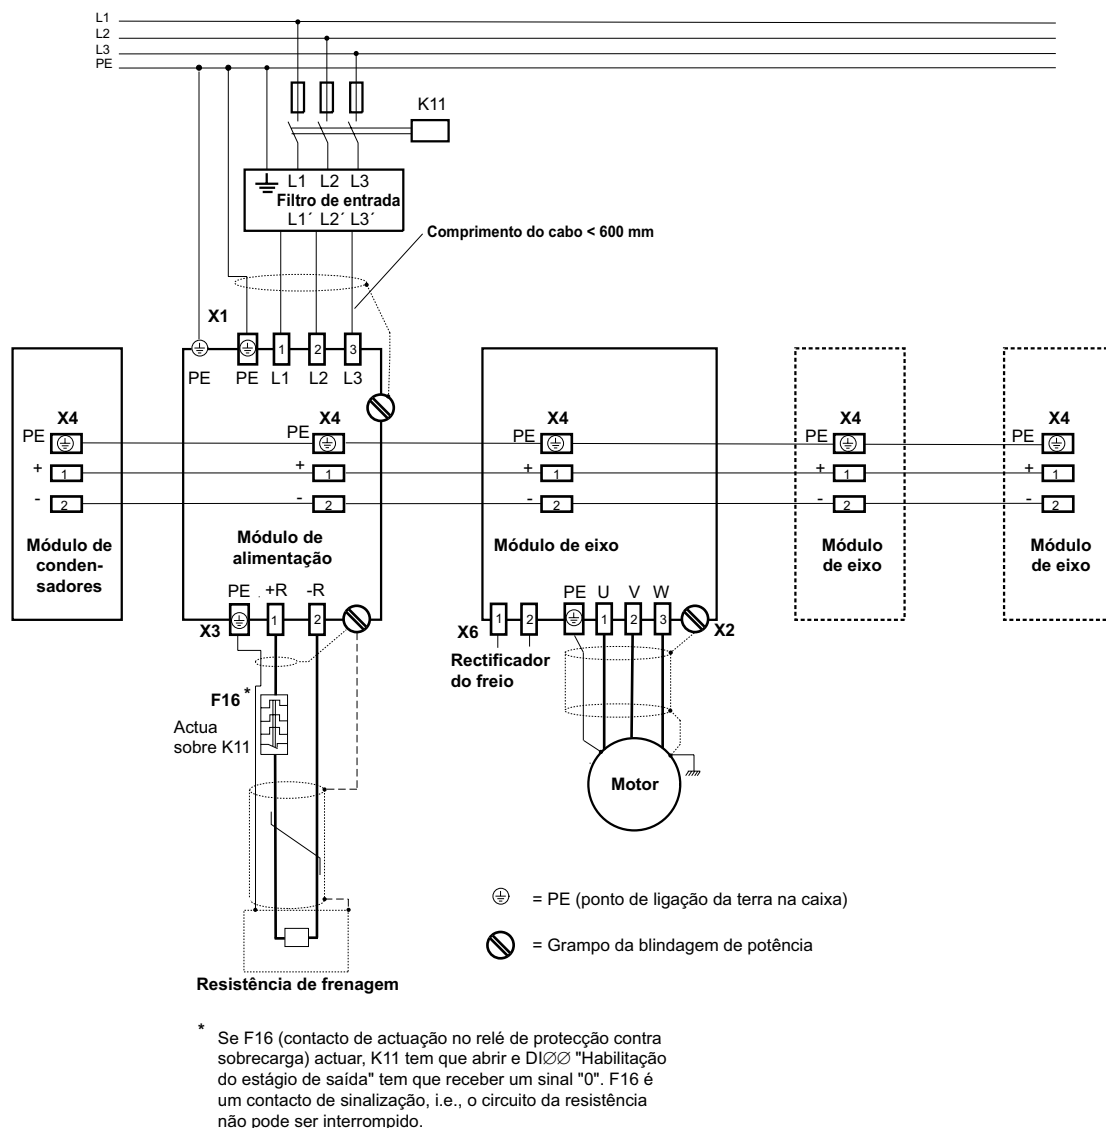 L1
L2
L3
PE
K11
L1 L2 L3
Filtro de entrada
L1´ L2´ L3´
Comprimento do cabo < 600 mm
X1
1 2 3
PE PE L1 L2 L3
X4 X4 X4 X4 X4
PE PE PE PE PE
+ 1 + 1 + 1 + 1 + 1
- 2 - 2 - 2 - 2 - 2
Módulo de
conden-
sadores
Módulo de
alimentação
Módulo de eixo
Módulo
de eixo
Módulo
de eixo
PE +R -R
X3 1 2
PE U V W
X6 1 2 1 2 3 X2
Rectificador
do freio
F16 *
Actua
sobre K11
Motor
= PE (ponto de ligação da terra na caixa)
= Grampo da blindagem de potência
Resistência de frenagem
* Se F16 (contacto de actuação no relé de protecção contra
sobrecarga) actuar, K11 tem que abrir e DI∅∅ "Habilitação
do estágio de saída" tem que receber um sinal "0". F16 é
um contacto de sinalização, i.e., o circuito da resistência
não pode ser interrompido.